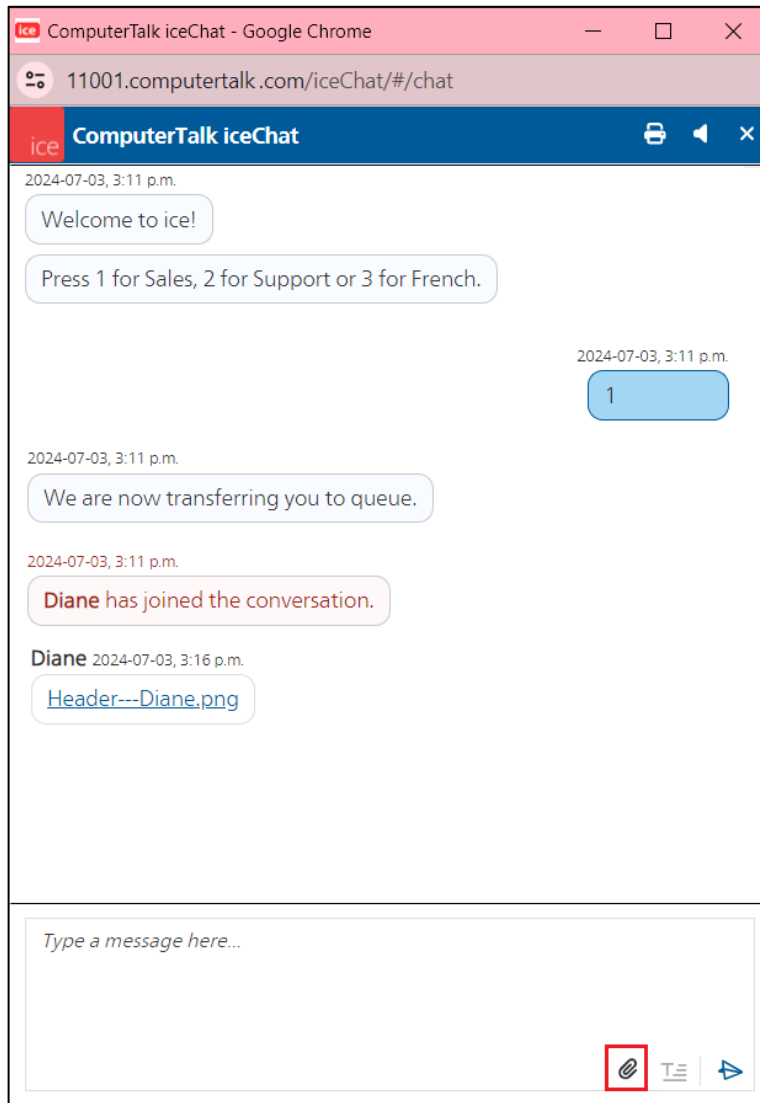 ice ComputerTalk iceChat - Google Chrome
11001.computertalk.com/iceChat/#/chat
ice ComputerTalk iceChat
2024-07-03, 3:11 p.m.
Welcome to ice!
Press 1 for Sales, 2 for Support or 3 for French.
2024-07-03, 3:11 p.m.
1
2024-07-03, 3:11 p.m.
We are now transferring you to queue.
2024-07-03, 3:11 p.m.
Diane has joined the conversation.
Diane 2024-07-03, 3:16 p.m.
Header---Diane.png
Type a message here...